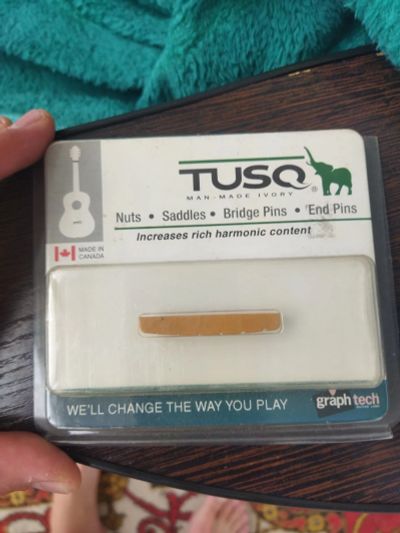 TUSQ®
MAN-MADE IVORY
Nuts • Saddles • Bridge Pins • End Pins
Increases rich harmonic content
MADE IN
CANADA
WE'LL CHANGE THE WAY YOU PLAY
graph tech